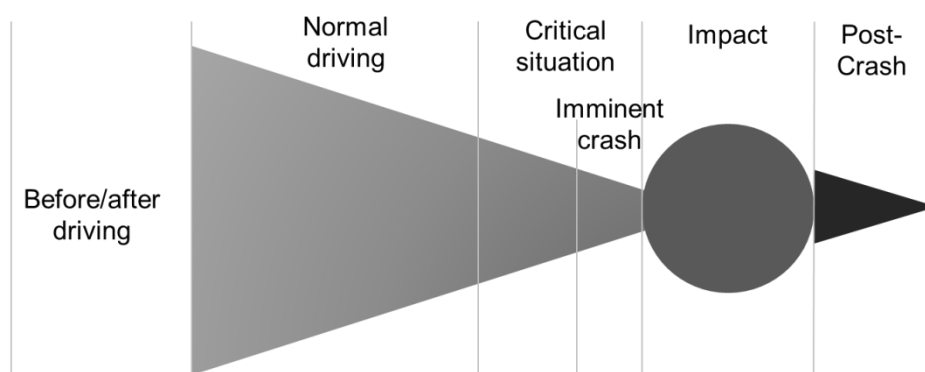 Normal
driving
Critical
situation
Impact
Post-
Crash
Imminent
crash
Before/after
driving